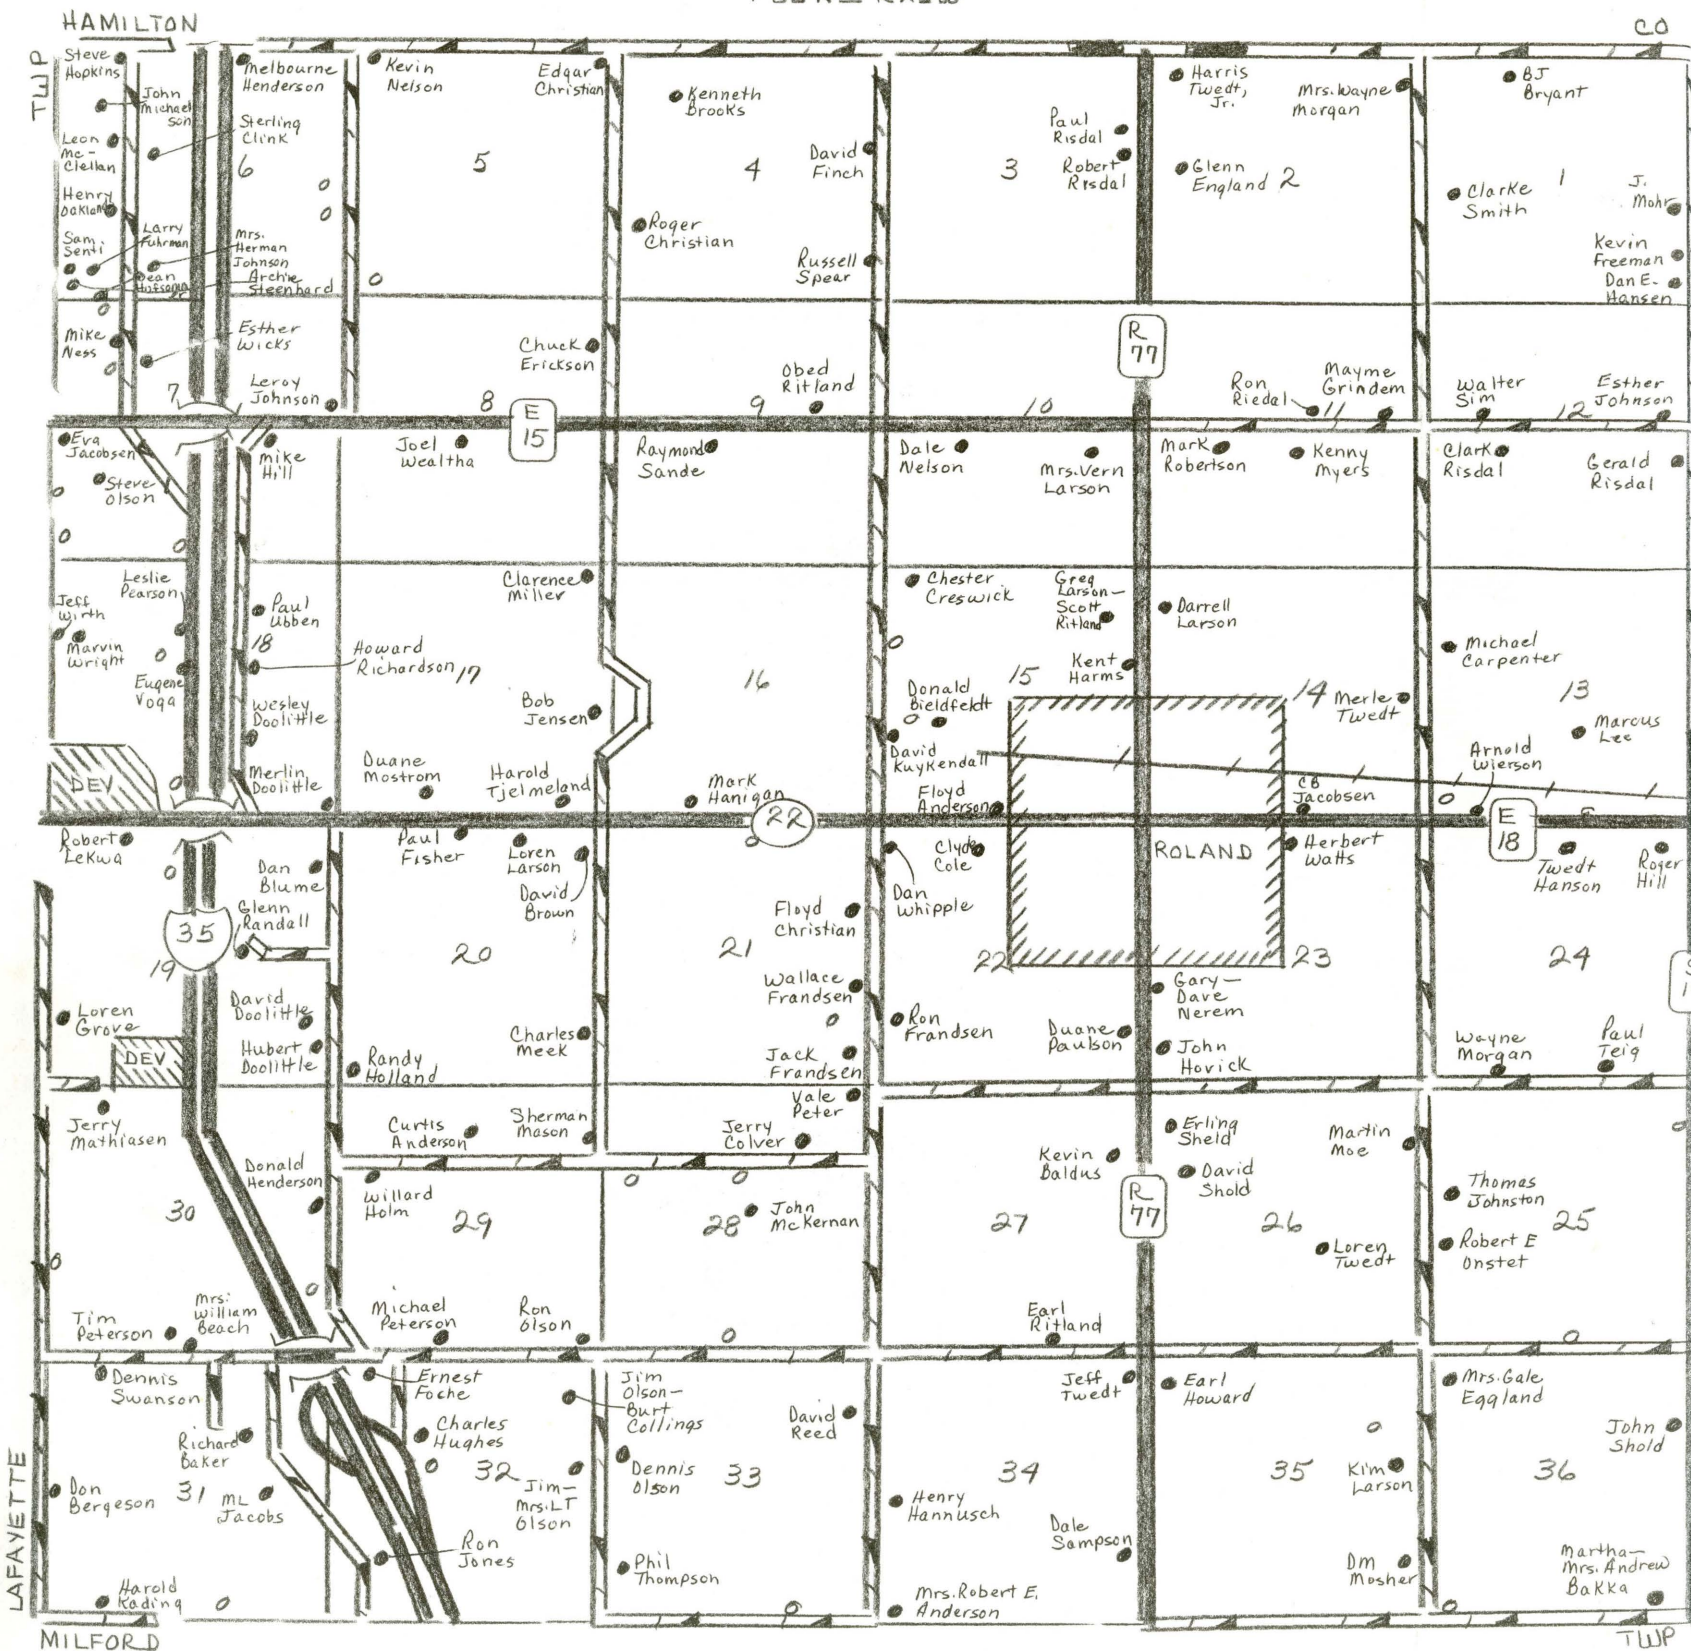 HAMILTON
CO
TWP
Steve
Hopkins
John
Michael
son
Leon
Mc-
Clellan
Henry
Oakland
Sam
Senti
Larry
Fuhrman
Mrs.
Herman
Johnson
Dean
Archie
Steenhard
Melbourne
Henderson
Sterling
Clink
6
Kevin
Nelson
Edgar
Christian
5
Kenneth
Brooks
4
David
Finch
Roger
Christian
Russell
Spear
Paul
Risdal
3
Robert
Risdal
Harris
Twedt,
Jr.
Mrs. Wayne
Morgan
Glenn
England
2
BJ
Bryant
Clarke
Smith
1
J.
Mohr
Kevin
Freeman
Dan E.
Hansen
Mike
Ness
Esther
Wicks
7
Leroy
Johnson
Chuck
Erickson
8
E
15
Obed
Ritland
9
10
R
77
Ron
Riedal
11
Mayme
Grindem
Walter
Sim
12
Esther
Johnson
Eva
Jacobsen
Steve
Olson
Mike
Hill
Joel
Wealtha
Raymond
Sande
Dale
Nelson
Mrs. Vern
Larson
Mark
Robertson
Kenny
Myers
Clark
Risdal
Gerald
Risdal
Leslie
Pearson
Jeff
Wirth
Marvin
Wright
Eugene
Voga
Paul
Ubben
18
Howard
Richardson
17
Wesley
Doolittle
Merlin
Doolittle
DEV
Clarence
Miller
Bob
Jensen
Duane
Mostrom
Harold
Tjelmeland
16
Mark
Hanigan
22
Chester
Creswick
Greg
Larson-
Scott
Ritland
Kent
Harms
15
Donald
Bieldfeldt
David
Kuykendall
Floyd
Anderson
Darrell
Larson
14
Merle
Twedt
CB
Jacobsen
Michael
Carpenter
13
Marcus
Lee
Arnold
Wierson
E
18
Robert
Lekwa
Dan
Blume
Glenn
Randall
35
19
Loren
Grove
DEV
David
Doolittle
Hubert
Doolittle
Paul
Fisher
Loren
Larson
David
Brown
20
Charles
Meek
Randy
Holland
Floyd
Christian
21
Wallace
Frandsen
Jack
Frandsen
Clyde
Cole
Dan
Whipple
22
Ron
Frandsen
Duane
Paulson
ROLAND
Herbert
Watts
23
Gary-
Dave
Nerem
John
Hovick
Twedt
Hanson
Roger
Hill
24
Wayne
Morgan
Paul
Teig
Jerry
Mathiasen
30
Donald
Henderson
Tim
Peterson
Mrs.
William
Beach
Curtis
Anderson
Sherman
Mason
Willard
Holm
29
Michael
Peterson
Ron
Olson
Vale
Peter
Jerry
Colver
28
John
McKernan
Kevin
Baldus
27
Earl
Ritland
R
77
Erling
Sheld
David
Shold
26
Martin
Moe
Loren
Twedt
Thomas
Johnston
25
Robert E
Onstet
Dennis
Swanson
Richard
Baker
Don
Bergeson
31
ML
Jacobs
Harold
Kading
Ernest
Foche
Charles
Hughes
32
Ron
Jones
Jim
Olson-
Burt
Collings
Jim-
Mrs. LT
Olson
Dennis
Olson
33
David
Reed
Phil
Thompson
Jeff
Twedt
34
Henry
Hannusch
Dale
Sampson
Mrs. Robert E.
Anderson
Earl
Howard
35
Kim
Larson
DM
Mosher
Mrs. Gale
Eggland
John
Shold
36
Martha-
Mrs. Andrew
Bakka
LAFAYETTE
MILFORD
TWP